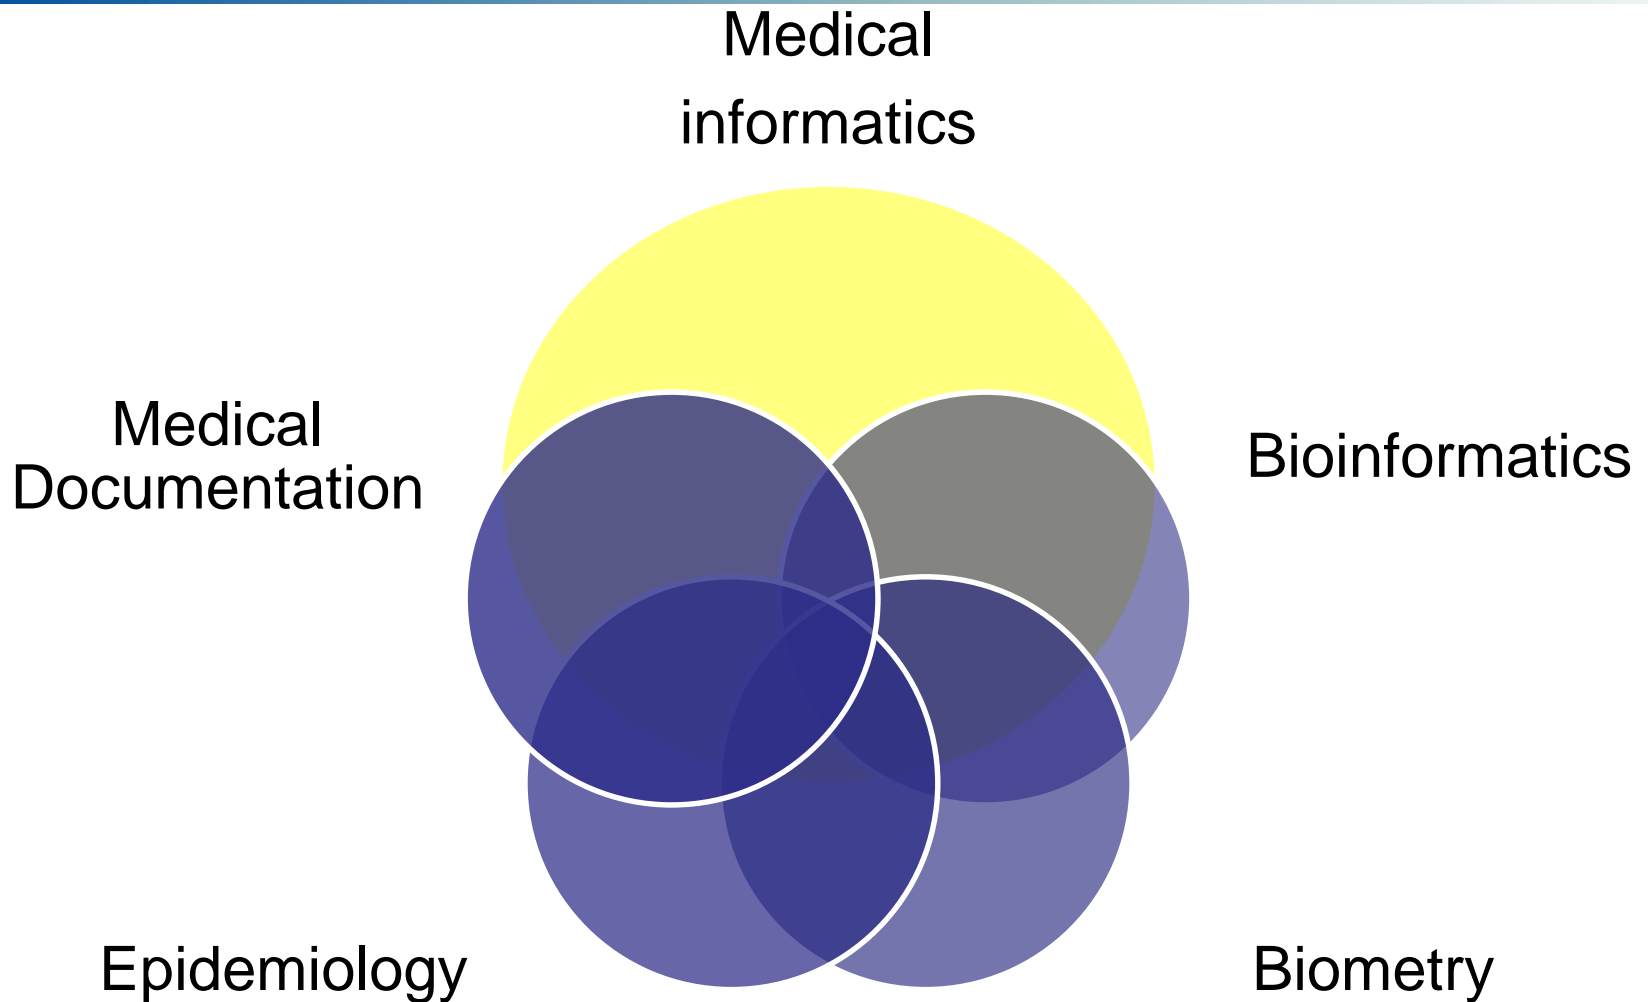 Medical
informatics
Medical
Documentation
Bioinformatics
Epidemiology
Biometry